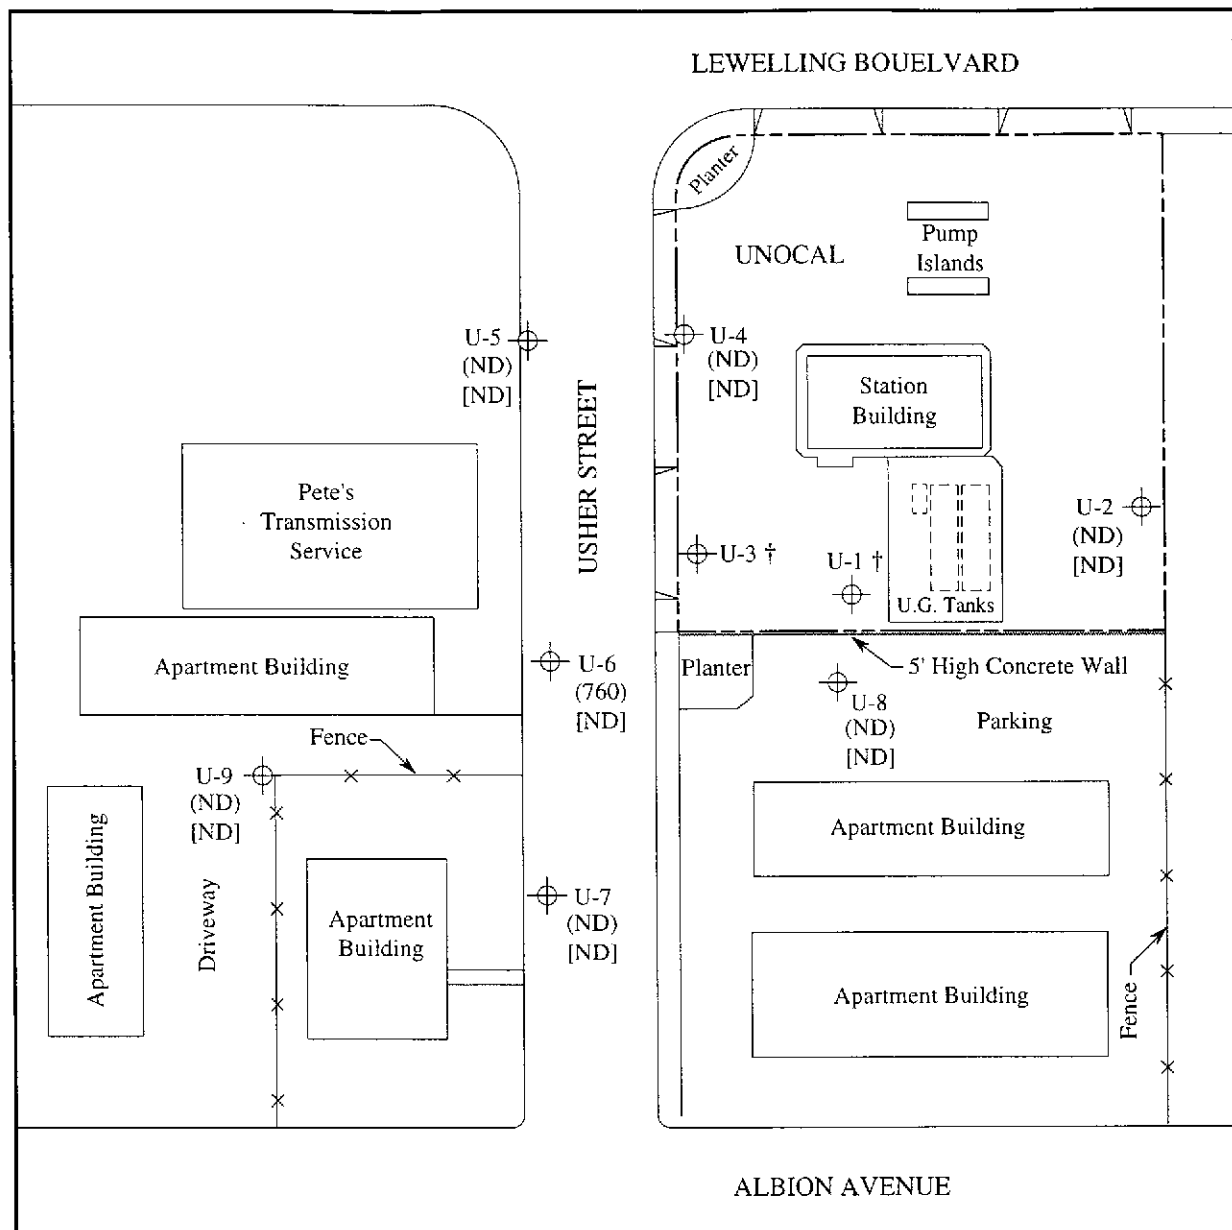 LEWELLING BOUELVARD
Planter
UNOCAL
Pump
Islands
U-5
(ND)
[ND]
U-4
(ND)
[ND]
Station
Building
USHER STREET
Pete's
Transmission
Service
U-2
(ND)
[ND]
U-3 †
U-1 †
U.G. Tanks
Apartment Building
U-6
(760)
[ND]
Planter
5' High Concrete Wall
U-8
(ND)
[ND]
Parking
Fence
U-9
(ND)
[ND]
Apartment Building
Driveway
Apartment
Building
U-7
(ND)
[ND]
Apartment Building
Apartment Building
Fence
ALBION AVENUE